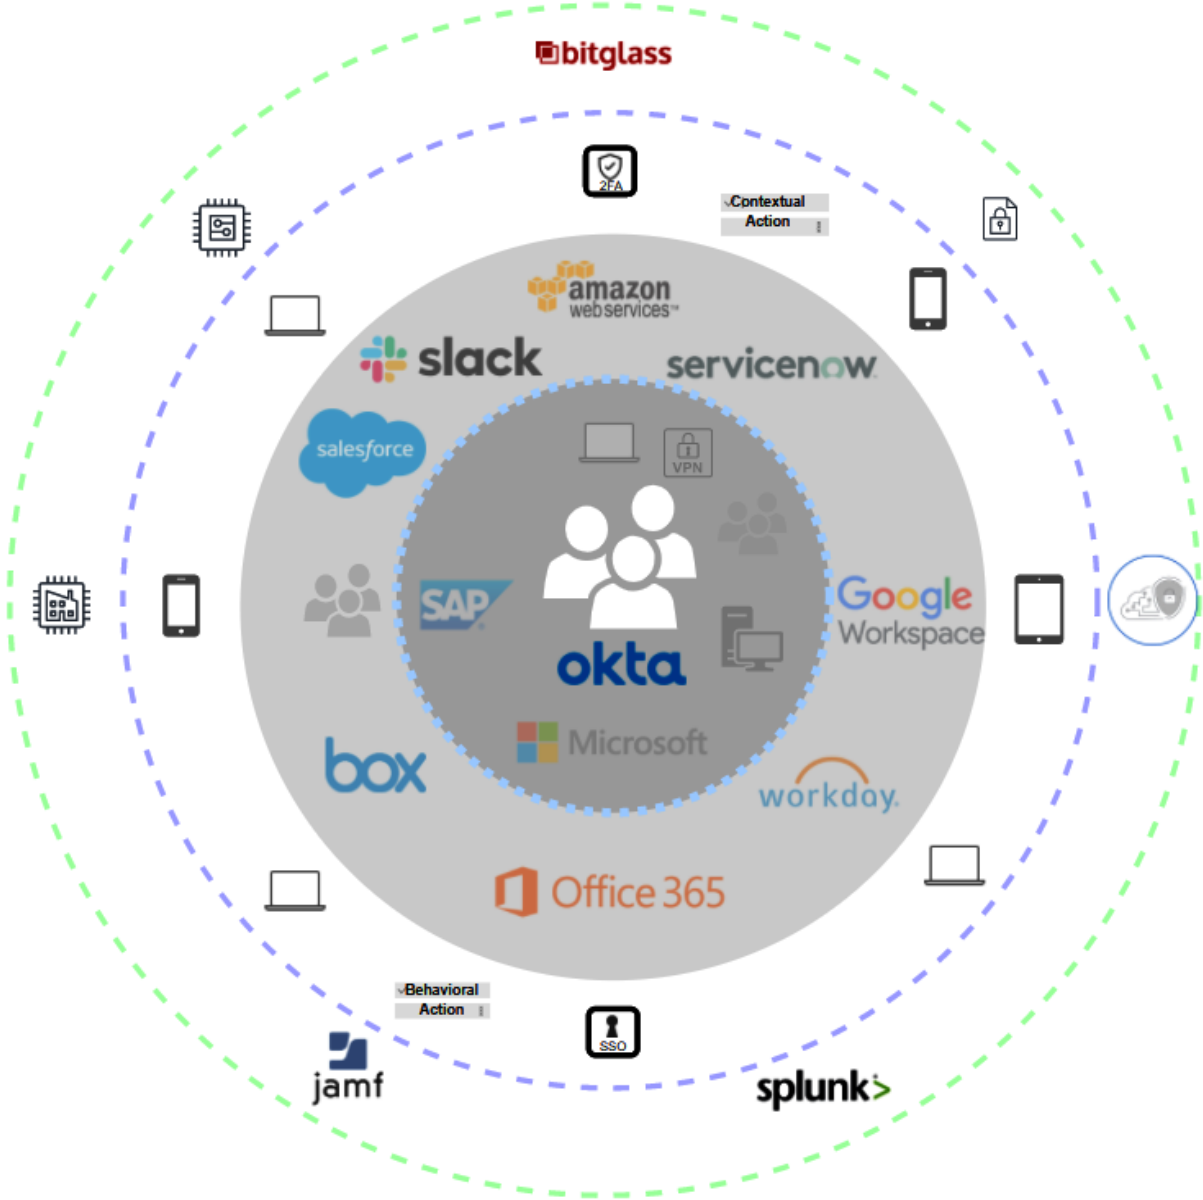 bitglass
2FA
Contextual
Action
amazon
webservices™
slack
servicenow
salesforce
VPN
SAP
Google
Workspace
okta
Microsoft
box
workday
Office 365
Behavioral
Action
SSO
jamf
splunk>